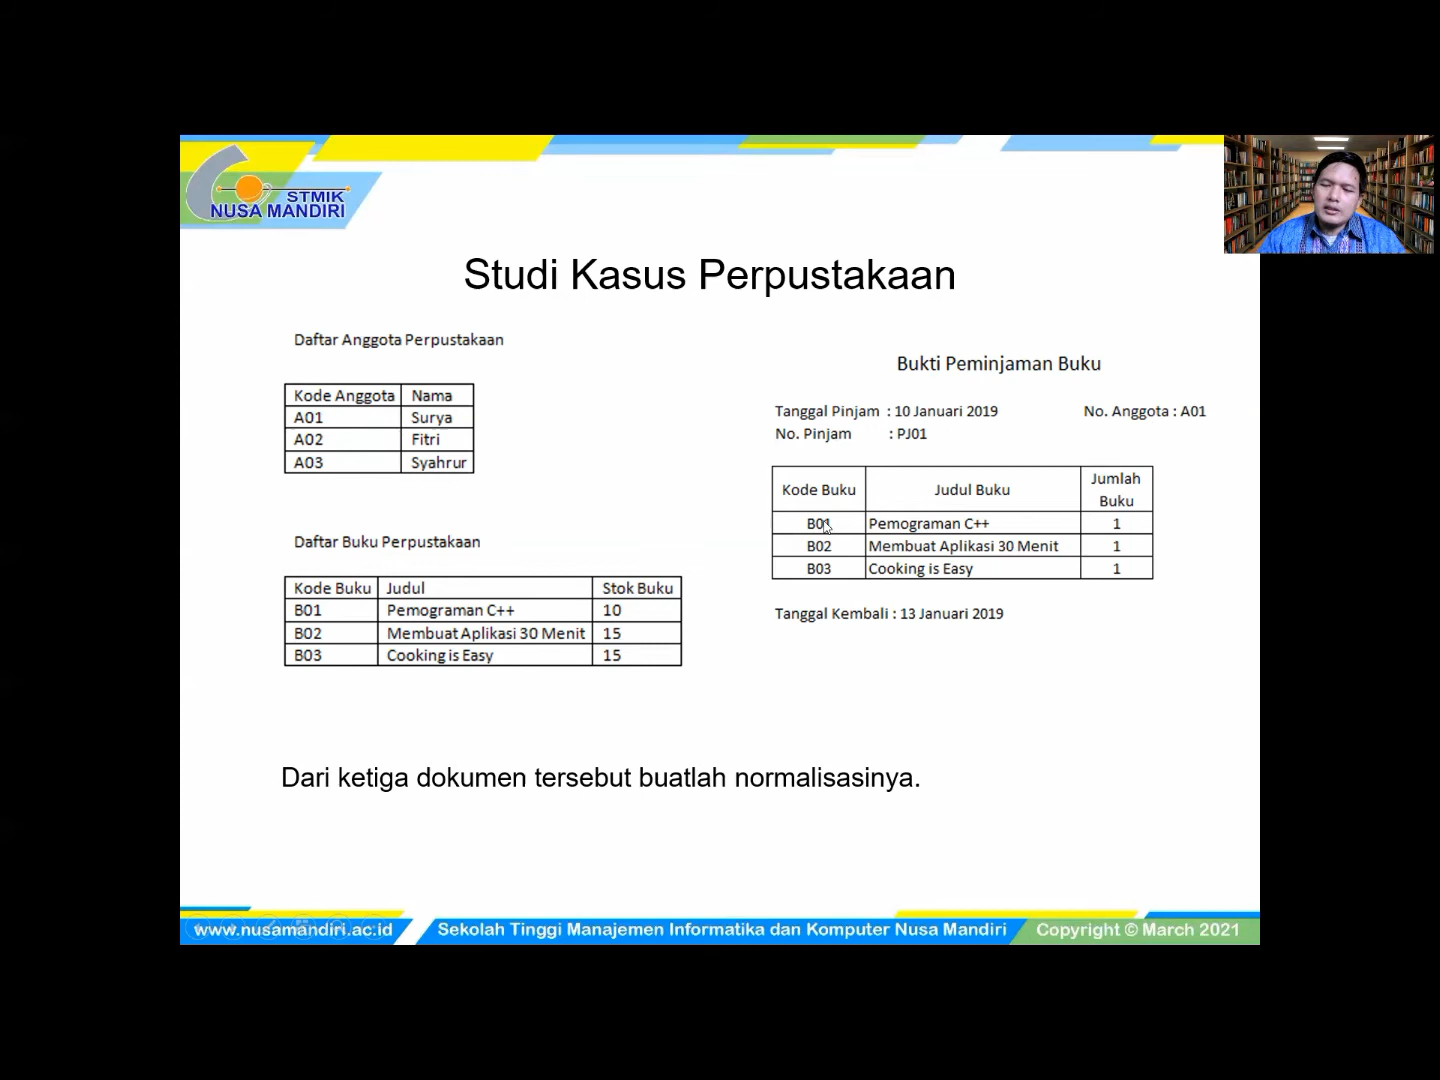 STMIK
NUSA MANDIRI
Studi Kasus Perpustakaan
Daftar Anggota Perpustakaan
Kode Anggota Nama
A01 Surya
A02 Fitri
A03 Syahrur
Daftar Buku Perpustakaan
Kode Buku Judul Stok Buku
B01 Pemograman C++ 10
B02 Membuat Aplikasi 30 Menit 15
B03 Cooking is Easy 15
Bukti Peminjaman Buku
Tanggal Pinjam : 10 Januari 2019 No. Anggota : A01
No. Pinjam : PJ01
Kode Buku Judul Buku Jumlah Buku
B01 Pemograman C++ 1
B02 Membuat Aplikasi 30 Menit 1
B03 Cooking is Easy 1
Tanggal Kembali : 13 Januari 2019
Dari ketiga dokumen tersebut buatlah normalisasinya.
www.nusamandiri.ac.id Sekolah Tinggi Manajemen Informatika dan Komputer Nusa Mandiri Copyright © March 2021